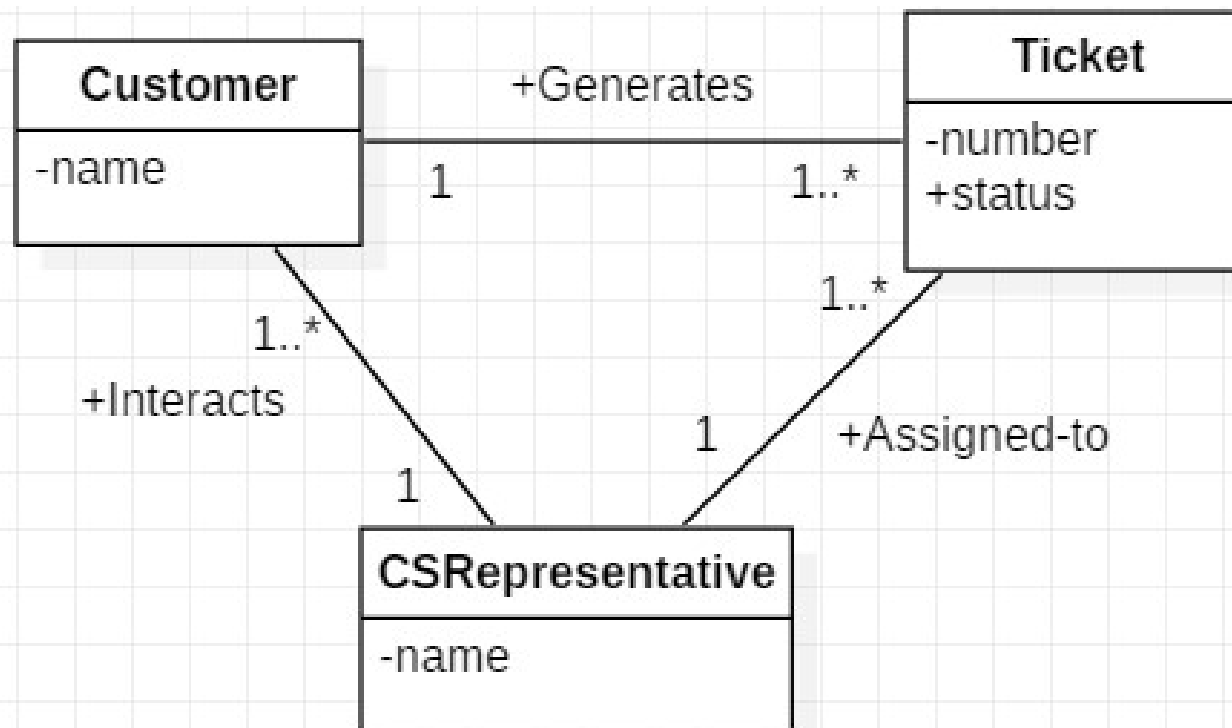 Customer
-name
+Generates
1
1..*
Ticket
-number
+status
1..*
+Interacts
1
1..*
1
+Assigned-to
CSRepresentative
-name